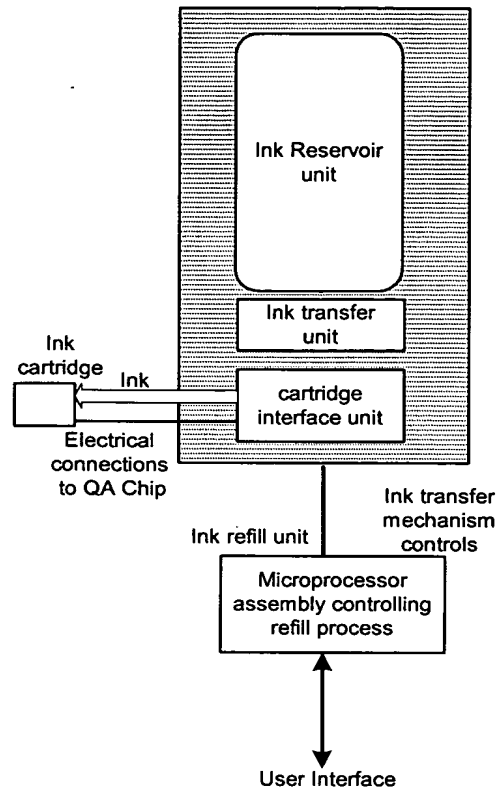 Ink Reservoir
unit
Ink transfer
unit
Ink
cartridge
Ink
cartridge
interface unit
Electrical
connections
to QA Chip
Ink transfer
mechanism
controls
Ink refill unit
Microprocessor
assembly controlling
refill process
User Interface